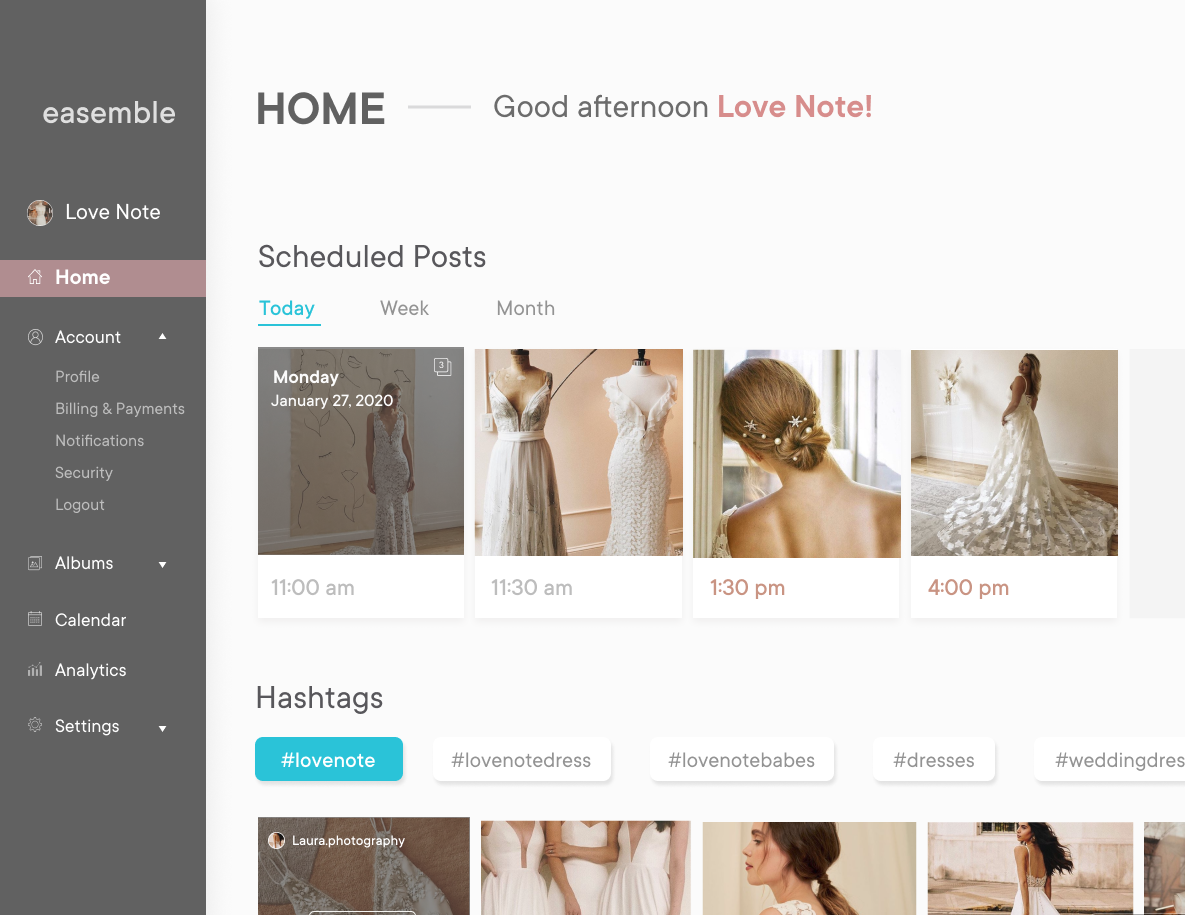 easemble
Love Note
Home
Account
Profile
Billing & Payments
Notifications
Security
Logout
Albums
Calendar
Analytics
Settings
HOME
Good afternoon Love Note!
Scheduled Posts
Today
Week
Month
Monday
3
January 27, 2020
11:00 am
11:30 am
1:30 pm
4:00 pm
Hashtags
#lovenote
#lovenotedress
#lovenotebabes
#dresses
#weddingdres
Laura.photography